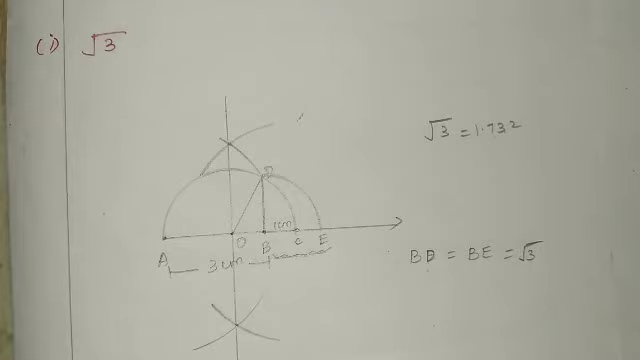 (i) √3
√3 = 1.732
D
1cm
A O B C E
3cm
BD = BE = √3